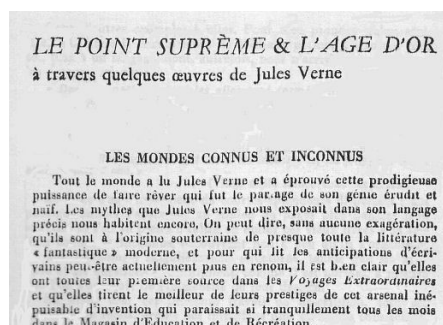 LE POINT SUPRÊME & L'AGE D'OR
à travers quelques œuvres de Jules Verne
LES MONDES CONNUS ET INCONNUS
Tout le monde a lu Jules Verne et a éprouvé cette prodigieuse
puissance de faire rêver qui fut le partage de son génie érudit et
naïf. Les mythes que Jules Verne nous exposait dans son langage
précis nous habitent encore. On peut dire, sans aucune exagération,
qu'ils sont à l'origine souterraine de presque toute la littérature
« fantastique » moderne, et pour qui lit les anticipations d'écri-
vains peut-être actuellement plus en renom, il est bien clair qu'elles
ont toutes leur première source dans les Voyages Extraordinaires
et qu'elles tirent le meilleur de leurs prestiges de cet arsenal iné-
puisable d'invention qui paraissait si tranquillement tous les mois
dans le Magasin d'Education et de Récréation.